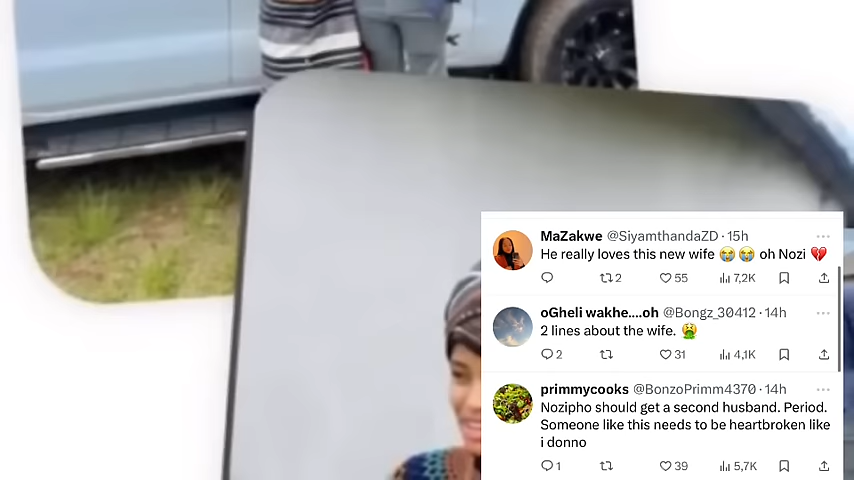 MaZakwe @SiyamthandaZD · 15h
He really loves this new wife 😭😭 oh Nozi 💔
2 55 7,2K
oGheli wakhe....oh @Bongz_30412 · 14h
2 lines about the wife. 🤮
2 31 4,1K
primmycooks @BonzoPrimm4370 · 14h
Nozipho should get a second husband. Period.
Someone like this needs to be heartbroken like
i donno
1 39 5,7K